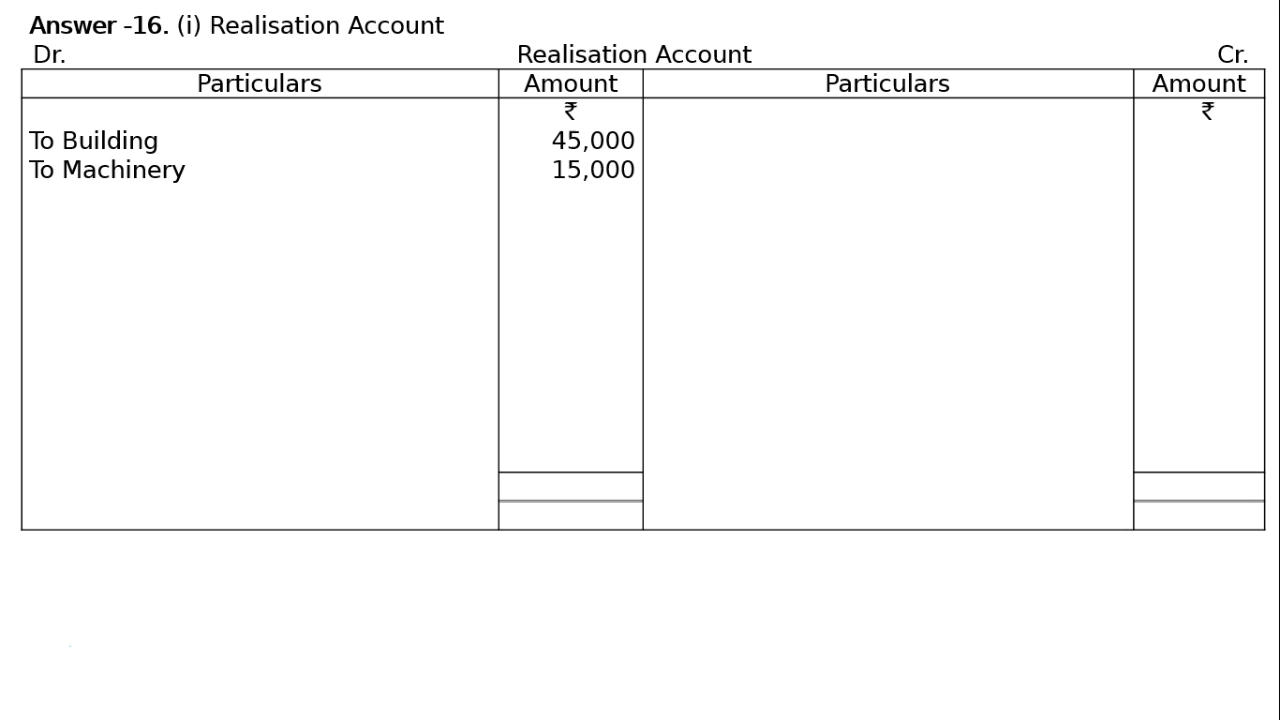 Answer -16. (i) Realisation Account
Dr. Realisation Account Cr.
Particulars Amount Particulars Amount
₹ ₹
To Building 45,000
To Machinery 15,000